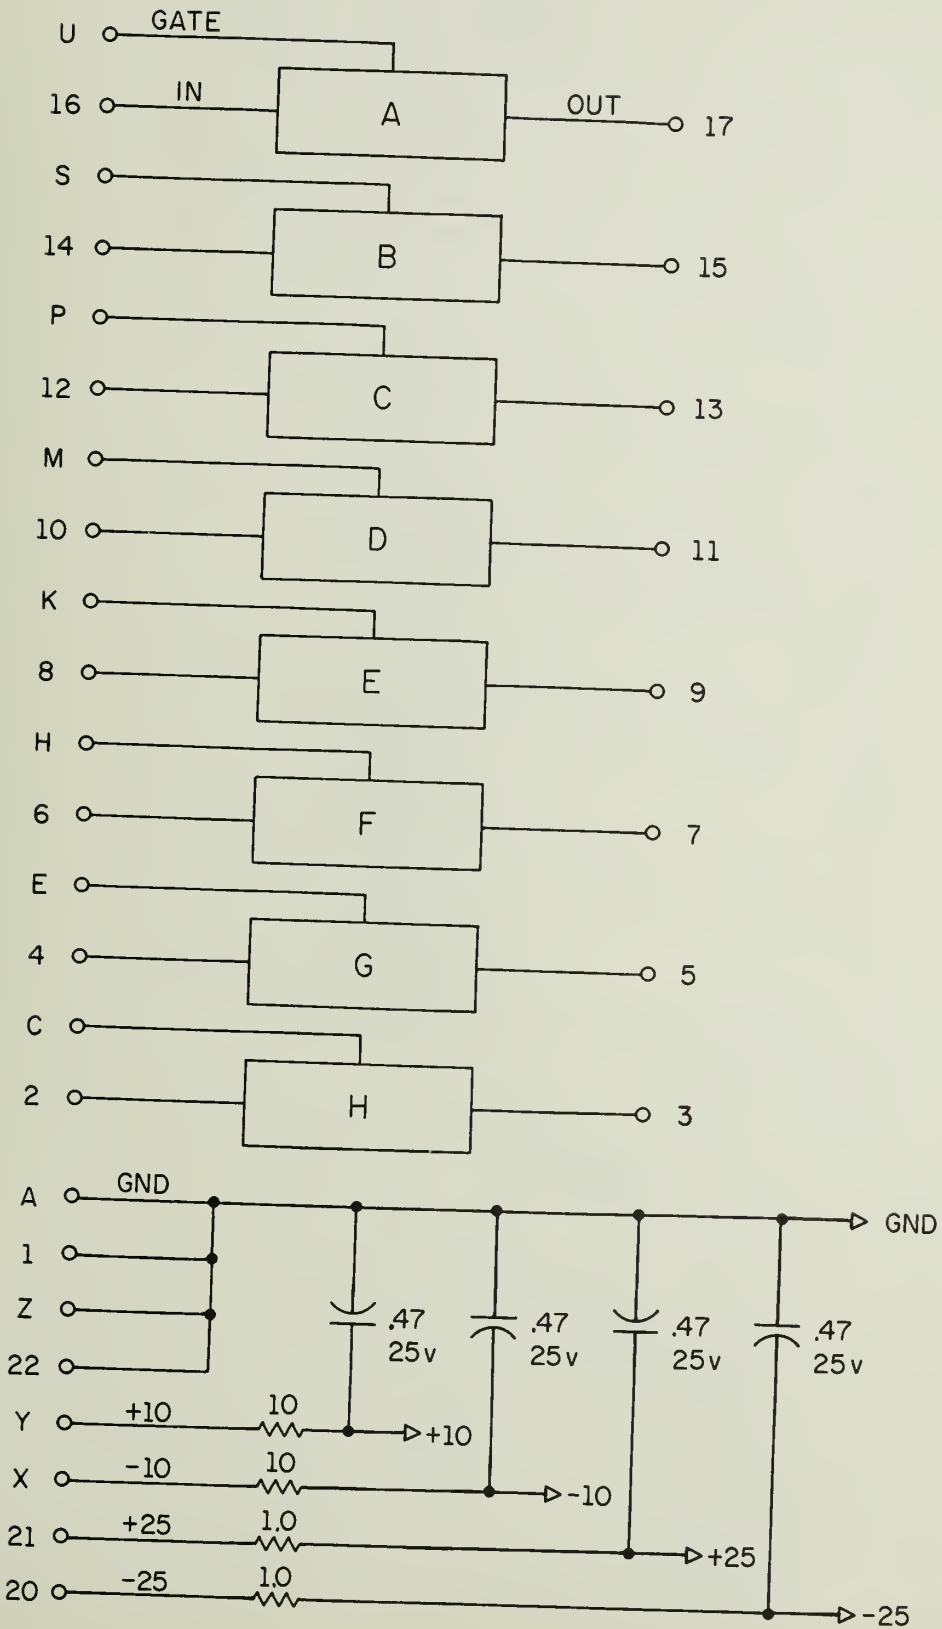 U GATE
16 IN A OUT 17
S
14 B 15
P
12 C 13
M
10 D 11
K
8 E 9
H
6 F 7
E
4 G 5
C
2 H 3
A GND GND
1
Z
22
.47 25v
.47 25v
.47 25v
.47 25v
Y +10 10 +10
X -10 10 -10
21 +25 1.0 +25
20 -25 1.0 -25